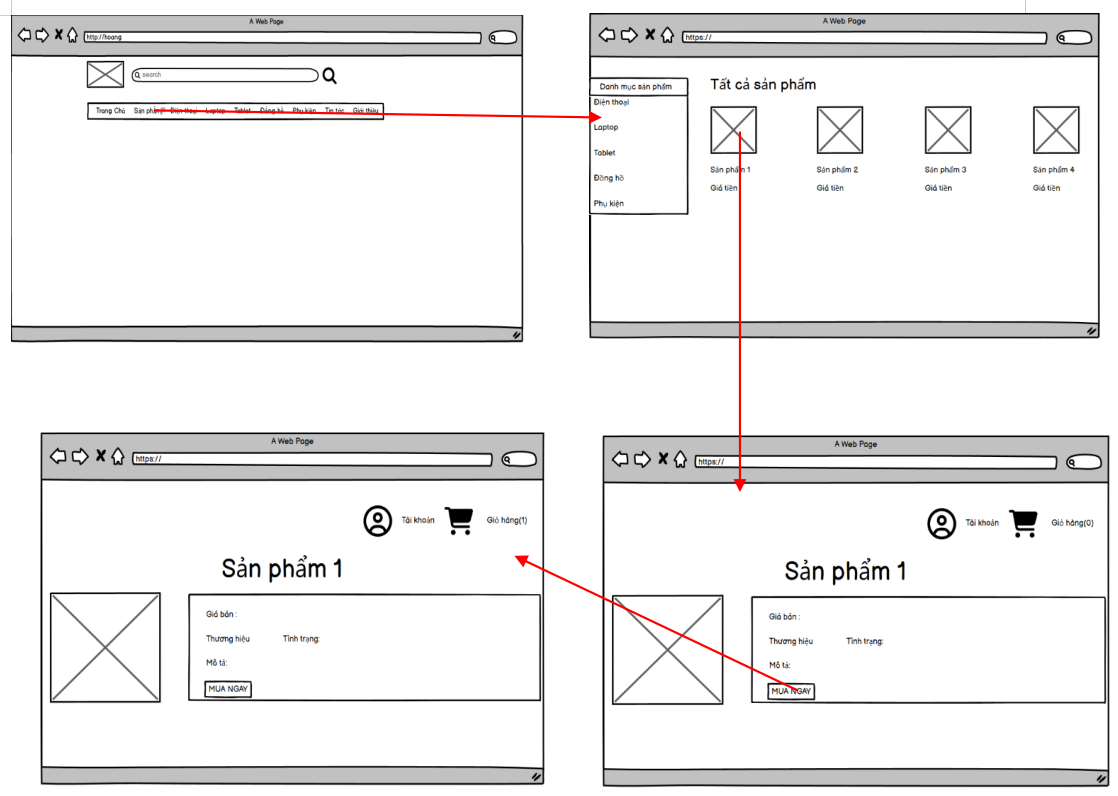 A Web Page
http://hoang
search
Trang Chủ Sản phẩm Điện thoại Laptop Tablet Đồng hồ Phụ kiện Tin tức Giới thiệu
A Web Page
https://
Danh mục sản phẩm
Điện thoại
Laptop
Tablet
Đồng hồ
Phụ kiện
Tất cả sản phẩm
Sản phẩm 1 Sản phẩm 2 Sản phẩm 3 Sản phẩm 4
Giá tiền Giá tiền Giá tiền Giá tiền
A Web Page
https://
Tài khoản Giỏ hàng(1)
Sản phẩm 1
Giá bán :
Thương hiệu Tình trạng:
Mô tả:
MUA NGAY
A Web Page
https://
Tài khoản Giỏ hàng(0)
Sản phẩm 1
Giá bán :
Thương hiệu Tình trạng:
Mô tả:
MUA NGAY